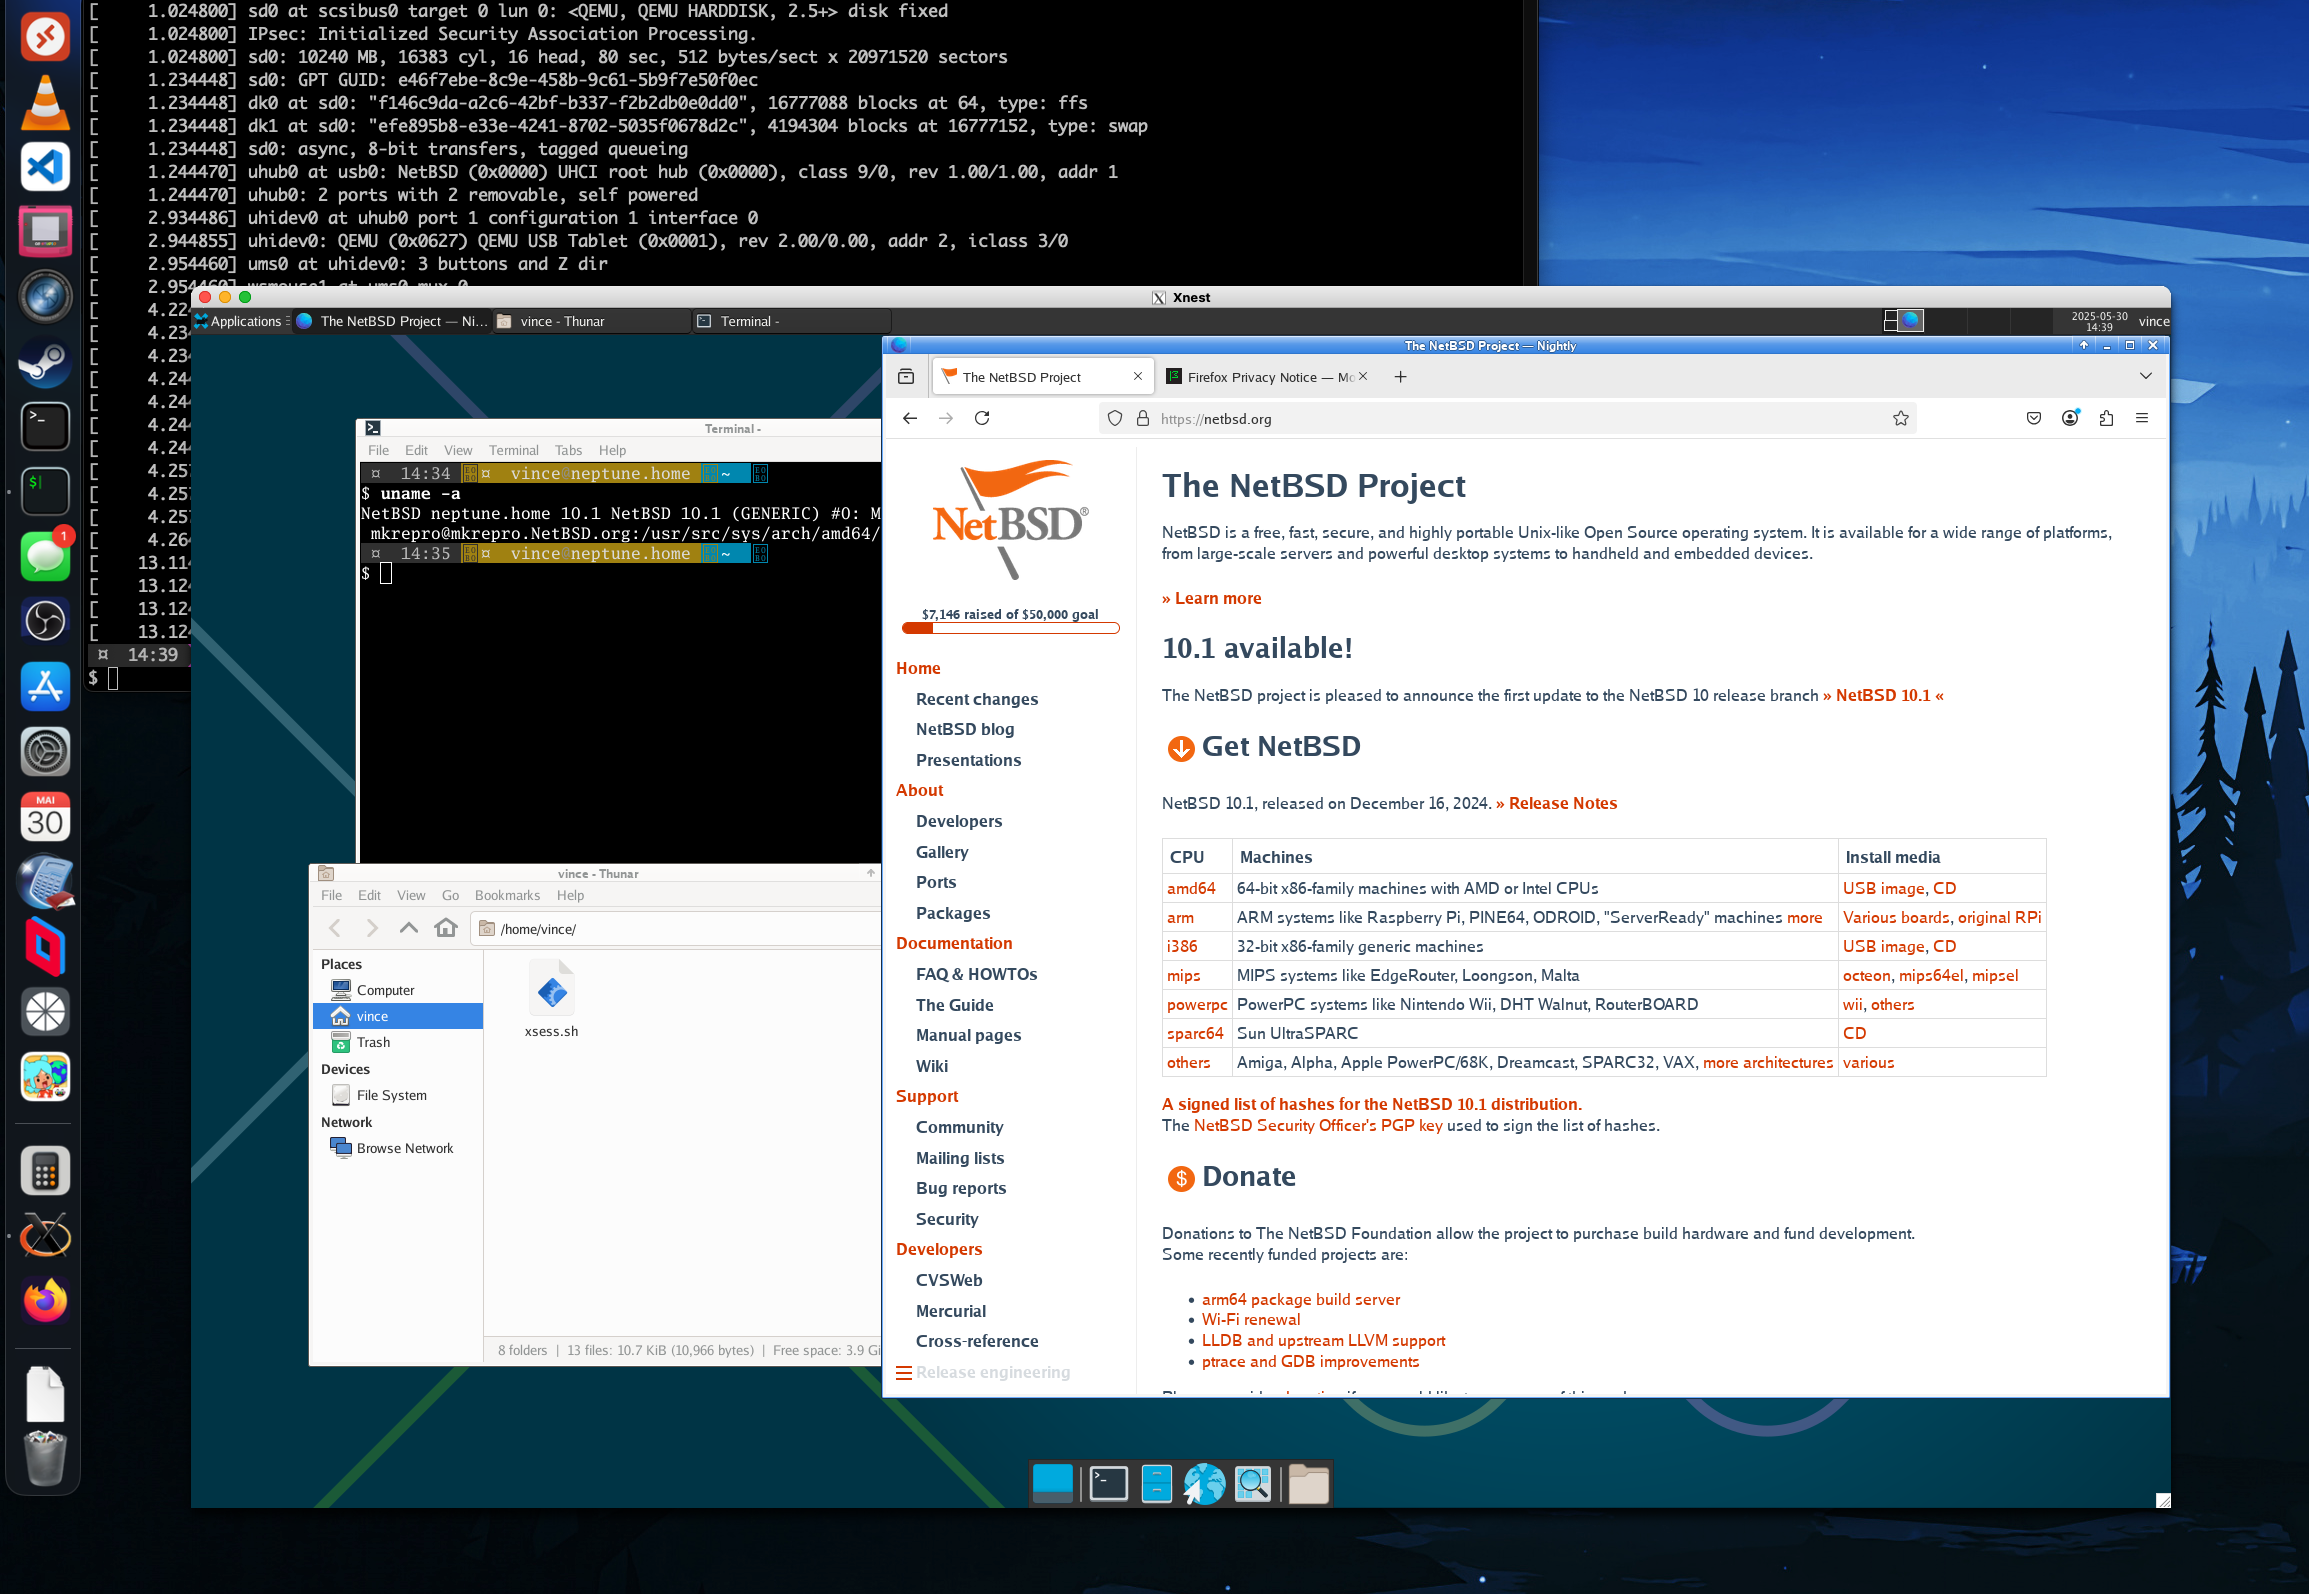 [ 1.024800] sd0 at scsibus0 target 0 lun 0: <QEMU, QEMU HARDDISK, 2.5+> disk fixed
[ 1.024800] IPsec: Initialized Security Association Processing.
[ 1.024800] sd0: 10240 MB, 16383 cyl, 16 head, 80 sec, 512 bytes/sect x 20971520 sectors
[ 1.234448] sd0: GPT GUID: e46f7ebe-8c9e-458b-9c61-5b9f7e50f0ec
[ 1.234448] dk0 at sd0: "f146c9da-a2c6-42bf-b337-f2b2db0e0dd0", 16777088 blocks at 64, type: ffs
[ 1.234448] dk1 at sd0: "efe895b8-e33e-4241-8702-5035f0678d2c", 4194304 blocks at 16777152, type: swap
[ 1.234448] sd0: async, 8-bit transfers, tagged queueing
[ 1.244470] uhub0 at usb0: NetBSD (0x0000) UHCI root hub (0x0000), class 9/0, rev 1.00/1.00, addr 1
[ 1.244470] uhub0: 2 ports with 2 removable, self powered
[ 2.934486] uhidev0 at uhub0 port 1 configuration 1 interface 0
[ 2.944855] uhidev0: QEMU (0x0627) QEMU USB Tablet (0x0001), rev 2.00/0.00, addr 2, iclass 3/0
[ 2.954460] ums0 at uhidev0: 3 buttons and Z dir
[ 2.954460] wsmouse1 at ums0 mux 0
[ 4.22
[ 4.234
[ 4.234
[ 4.244
[ 4.244
[ 4.244
[ 4.244
[ 4.257
[ 4.257
[ 4.257
[ 4.264
[ 13.114
[ 13.124
[ 13.124
[ 13.124
¤ 14:39
$
1
MAI
30
Xnest
Applications
The NetBSD Project — Ni...
vince - Thunar
Terminal -
2025-05-30
14:39
vince
Terminal -
File Edit View Terminal Tabs Help
¤ 14:34 ¤ vince@neptune.home ~
$ uname -a
NetBSD neptune.home 10.1 NetBSD 10.1 (GENERIC) #0: M
mkrepro@mkrepro.NetBSD.org:/usr/src/sys/arch/amd64/
¤ 14:35 ¤ vince@neptune.home ~
$
vince - Thunar
File Edit View Go Bookmarks Help
/home/vince/
Places
Computer
vince
Trash
Devices
File System
Network
Browse Network
xsess.sh
8 folders | 13 files: 10.7 KiB (10,966 bytes) | Free space: 3.9 Gi
The NetBSD Project — Nightly
The NetBSD Project
Firefox Privacy Notice — Mo
https://netbsd.org
NetBSD®
$7,146 raised of $50,000 goal
Home
Recent changes
NetBSD blog
Presentations
About
Developers
Gallery
Ports
Packages
Documentation
FAQ & HOWTOs
The Guide
Manual pages
Wiki
Support
Community
Mailing lists
Bug reports
Security
Developers
CVSWeb
Mercurial
Cross-reference
Release engineering
The NetBSD Project
NetBSD is a free, fast, secure, and highly portable Unix-like Open Source operating system. It is available for a wide range of platforms,
from large-scale servers and powerful desktop systems to handheld and embedded devices.
» Learn more
10.1 available!
The NetBSD project is pleased to announce the first update to the NetBSD 10 release branch » NetBSD 10.1 «
Get NetBSD
NetBSD 10.1, released on December 16, 2024. » Release Notes
CPU Machines Install media
amd64 64-bit x86-family machines with AMD or Intel CPUs USB image, CD
arm ARM systems like Raspberry Pi, PINE64, ODROID, "ServerReady" machines more Various boards, original RPi
i386 32-bit x86-family generic machines USB image, CD
mips MIPS systems like EdgeRouter, Loongson, Malta octeon, mips64el, mipsel
powerpc PowerPC systems like Nintendo Wii, DHT Walnut, RouterBOARD wii, others
sparc64 Sun UltraSPARC CD
others Amiga, Alpha, Apple PowerPC/68K, Dreamcast, SPARC32, VAX, more architectures various
A signed list of hashes for the NetBSD 10.1 distribution.
The NetBSD Security Officer's PGP key used to sign the list of hashes.
$ Donate
Donations to The NetBSD Foundation allow the project to purchase build hardware and fund development.
Some recently funded projects are:
• arm64 package build server
• Wi-Fi renewal
• LLDB and upstream LLVM support
• ptrace and GDB improvements